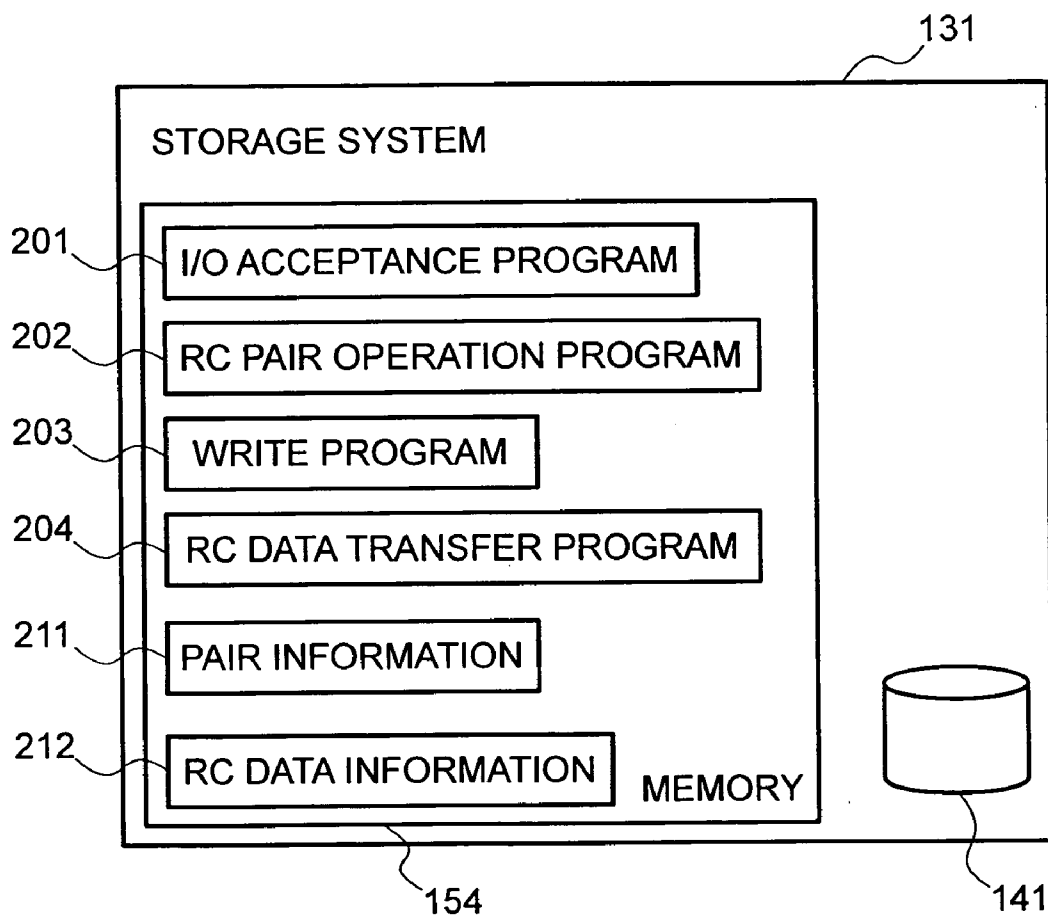 131
STORAGE SYSTEM
201
I/O ACCEPTANCE PROGRAM
202
RC PAIR OPERATION PROGRAM
203
WRITE PROGRAM
204
RC DATA TRANSFER PROGRAM
211
PAIR INFORMATION
212
RC DATA INFORMATION
MEMORY
154
141